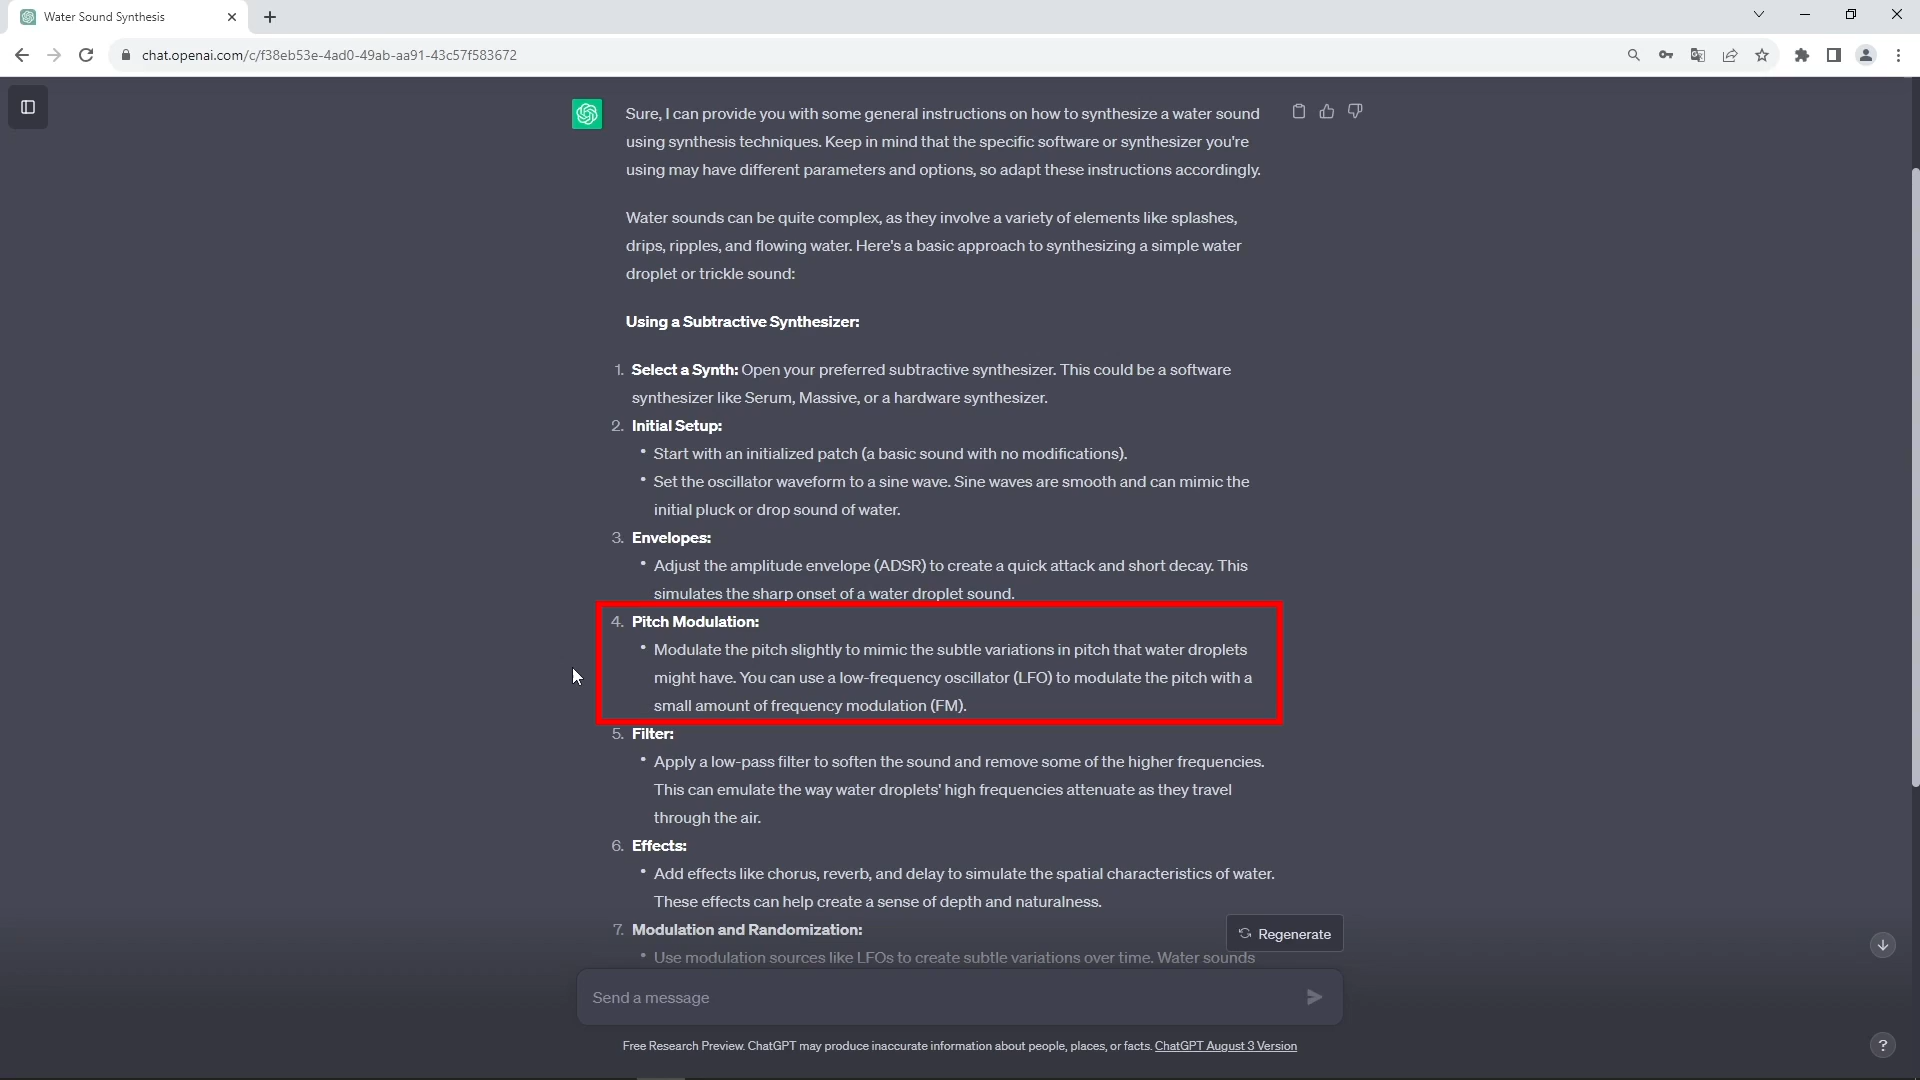 Water Sound Synthesis
chat.openai.com/c/f38eb53e-4ad0-49ab-aa91-43c57f583672
Sure, I can provide you with some general instructions on how to synthesize a water sound
using synthesis techniques. Keep in mind that the specific software or synthesizer you're
using may have different parameters and options, so adapt these instructions accordingly.
Water sounds can be quite complex, as they involve a variety of elements like splashes,
drips, ripples, and flowing water. Here's a basic approach to synthesizing a simple water
droplet or trickle sound:
Using a Subtractive Synthesizer:
1. Select a Synth: Open your preferred subtractive synthesizer. This could be a software
synthesizer like Serum, Massive, or a hardware synthesizer.
2. Initial Setup:
• Start with an initialized patch (a basic sound with no modifications).
• Set the oscillator waveform to a sine wave. Sine waves are smooth and can mimic the
initial pluck or drop sound of water.
3. Envelopes:
• Adjust the amplitude envelope (ADSR) to create a quick attack and short decay. This
simulates the sharp onset of a water droplet sound.
4. Pitch Modulation:
• Modulate the pitch slightly to mimic the subtle variations in pitch that water droplets
might have. You can use a low-frequency oscillator (LFO) to modulate the pitch with a
small amount of frequency modulation (FM).
5. Filter:
• Apply a low-pass filter to soften the sound and remove some of the higher frequencies.
This can emulate the way water droplets' high frequencies attenuate as they travel
through the air.
6. Effects:
• Add effects like chorus, reverb, and delay to simulate the spatial characteristics of water.
These effects can help create a sense of depth and naturalness.
7. Modulation and Randomization:
Regenerate
• Use modulation sources like LFOs to create subtle variations over time. Water sounds
Send a message
Free Research Preview. ChatGPT may produce inaccurate information about people, places, or facts. ChatGPT August 3 Version
?